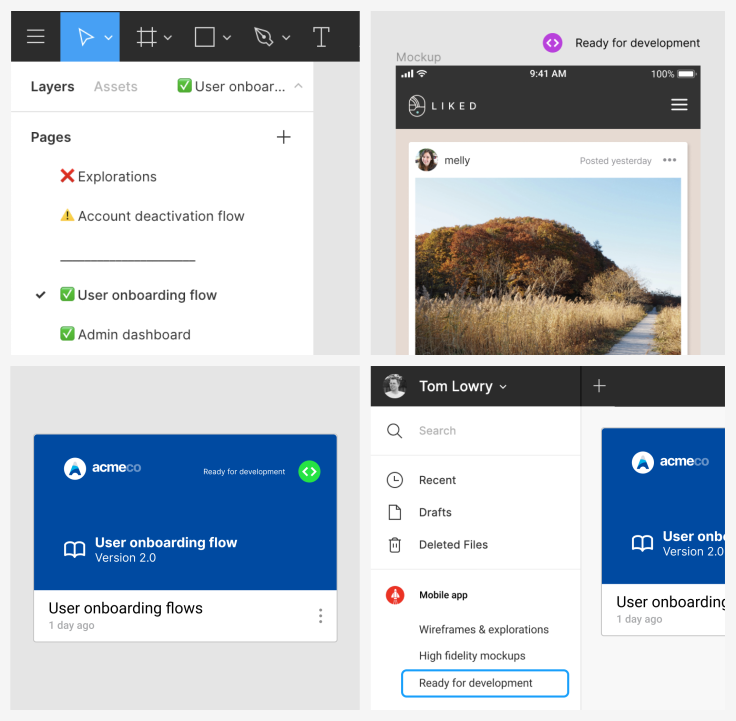 T
Layers
Assets
✅ User onboar...
Pages
❌ Explorations
⚠️ Account deactivation flow
✅ User onboarding flow
✅ Admin dashboard
Ready for development
Mockup
9:41 AM
100%
LIKED
melly
Posted yesterday
acmeco
Ready for development
User onboarding flow
Version 2.0
User onboarding flows
1 day ago
Tom Lowry
Search
Recent
Drafts
Deleted Files
Mobile app
Wireframes & explorations
High fidelity mockups
Ready for development
acmeco
User onb
Version 2.0
User onboarding
1 day ago